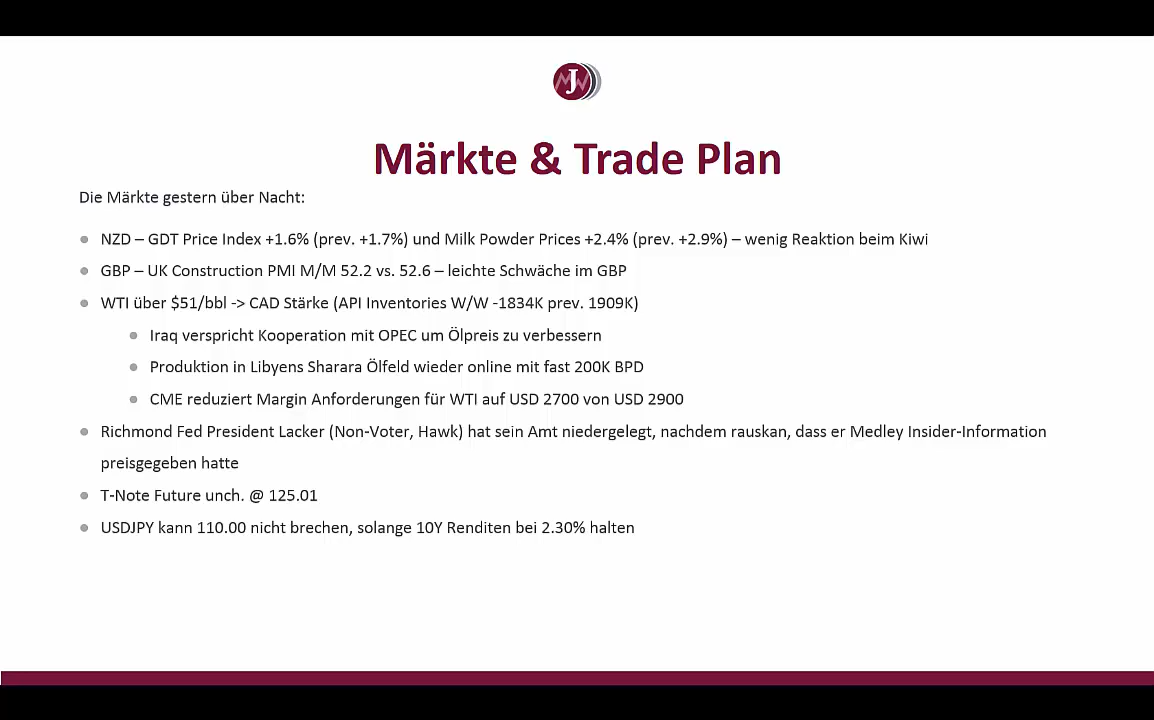 J
Märkte & Trade Plan
Die Märkte gestern über Nacht:
NZD – GDT Price Index +1.6% (prev. +1.7%) und Milk Powder Prices +2.4% (prev. +2.9%) – wenig Reaktion beim Kiwi
GBP – UK Construction PMI M/M 52.2 vs. 52.6 – leichte Schwäche im GBP
WTI über $51/bbl -> CAD Stärke (API Inventories W/W -1834K prev. 1909K)
Iraq verspricht Kooperation mit OPEC um Ölpreis zu verbessern
Produktion in Libyens Sharara Ölfeld wieder online mit fast 200K BPD
CME reduziert Margin Anforderungen für WTI auf USD 2700 von USD 2900
Richmond Fed President Lacker (Non-Voter, Hawk) hat sein Amt niedergelegt, nachdem rauskan, dass er Medley Insider-Information
preisgegeben hatte
T-Note Future unch. @ 125.01
USDJPY kann 110.00 nicht brechen, solange 10Y Renditen bei 2.30% halten